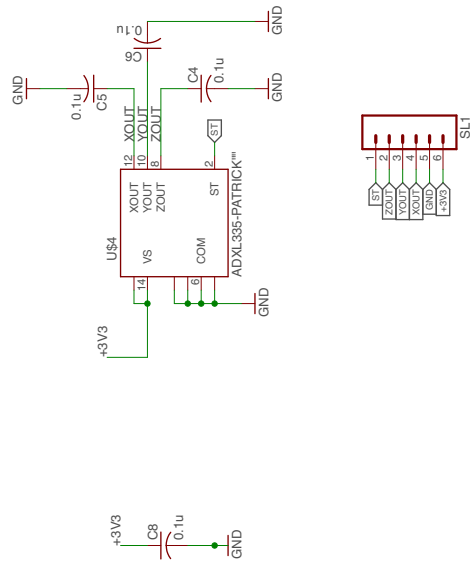 GND
0.1u
C6
GND
0.1u
C5
C4
0.1u
GND
XOUT
YOUT
ZOUT
ST
12
10
8
2
XOUT
YOUT
ZOUT
ST
U$4
VS
COM
ADXL335-PATRICK""
14
6
GND
+3V3
SL1
1
2
3
4
5
6
ST
ZOUT
YOUT
XOUT
GND
+3V3
+3V3
C8
0.1u
GND